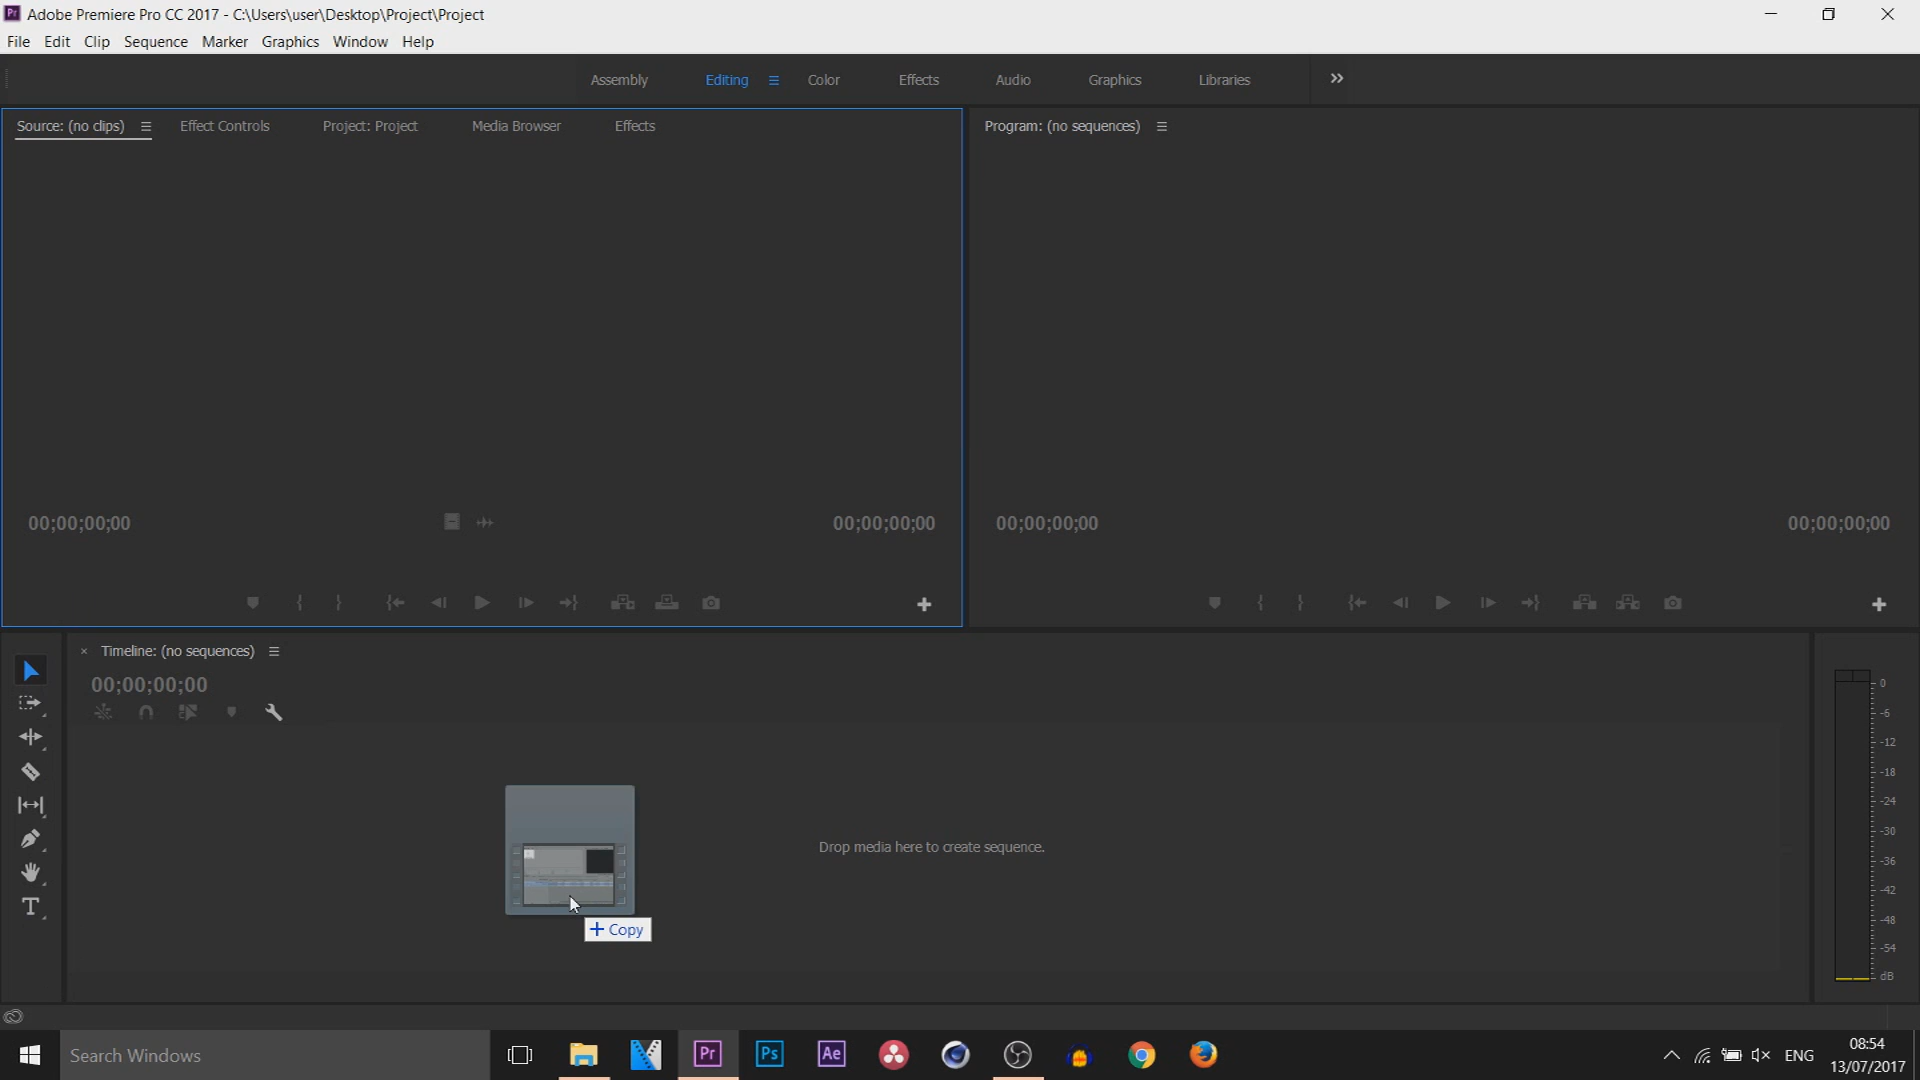 Pr Adobe Premiere Pro CC 2017 - C:\Users\user\Desktop\Project\Project
File Edit Clip Sequence Marker Graphics Window Help
Assembly Editing Color Effects Audio Graphics Libraries
Source: (no clips) Effect Controls Project: Project Media Browser Effects
Program: (no sequences)
00;00;00;00 00;00;00;00
00;00;00;00 00;00;00;00
× Timeline: (no sequences)
00;00;00;00
Drop media here to create sequence.
+ Copy
0
-6
-12
-18
-24
-30
-36
-42
-48
-54
dB
Search Windows
Pr Ps Ae
ENG
08:54
13/07/2017